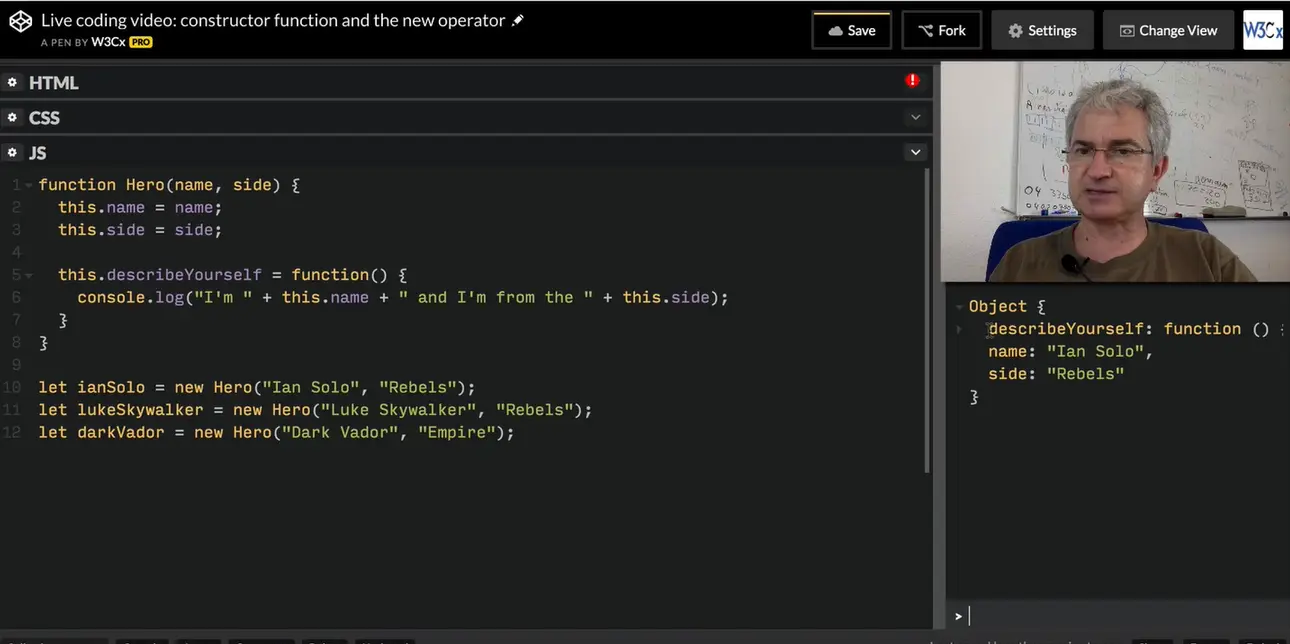 Live coding video: constructor function and the new operator
A PEN BY W3Cx PRO
Save
Fork
Settings
Change View
W3Cx
HTML
CSS
JS
1 function Hero(name, side) {
2 this.name = name;
3 this.side = side;
4
5 this.describeYourself = function() {
6 console.log("I'm " + this.name + " and I'm from the " + this.side);
7 }
8 }
9
10 let ianSolo = new Hero("Ian Solo", "Rebels");
11 let lukeSkywalker = new Hero("Luke Skywalker", "Rebels");
12 let darkVador = new Hero("Dark Vador", "Empire");
Object {
describeYourself: function ()
name: "Ian Solo",
side: "Rebels"
}
>